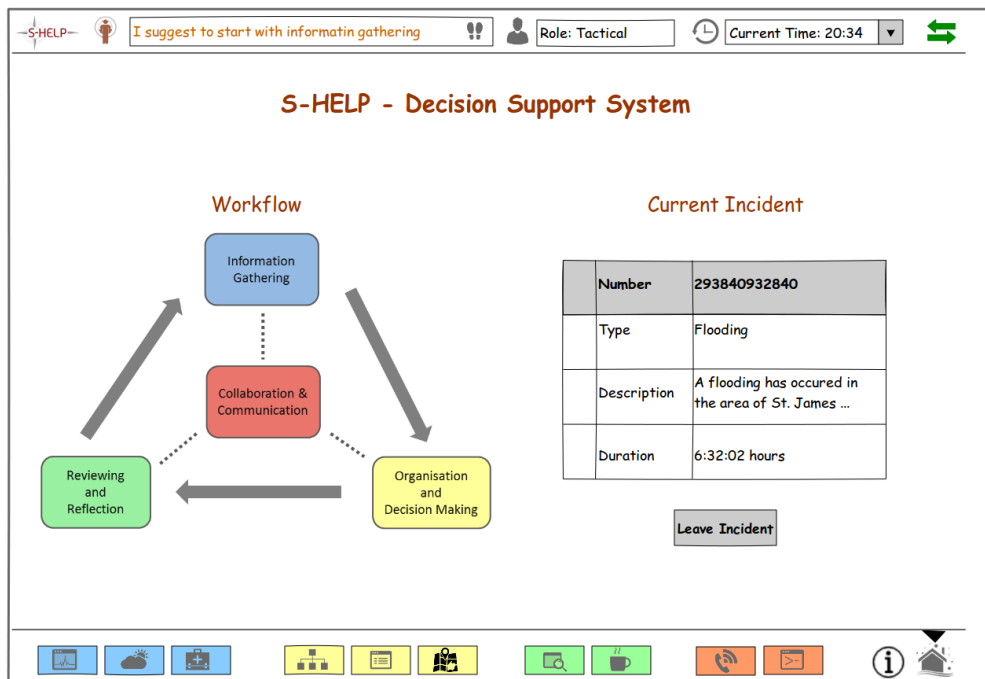 S-HELP
I suggest to start with informatin gathering
Role: Tactical
Current Time: 20:34
S-HELP - Decision Support System
Workflow
Information
Gathering
Collaboration &
Communication
Reviewing
and
Reflection
Organisation
and
Decision Making
Current Incident
Number 293840932840
Type Flooding
Description A flooding has occured in
the area of St. James ...
Duration 6:32:02 hours
Leave Incident